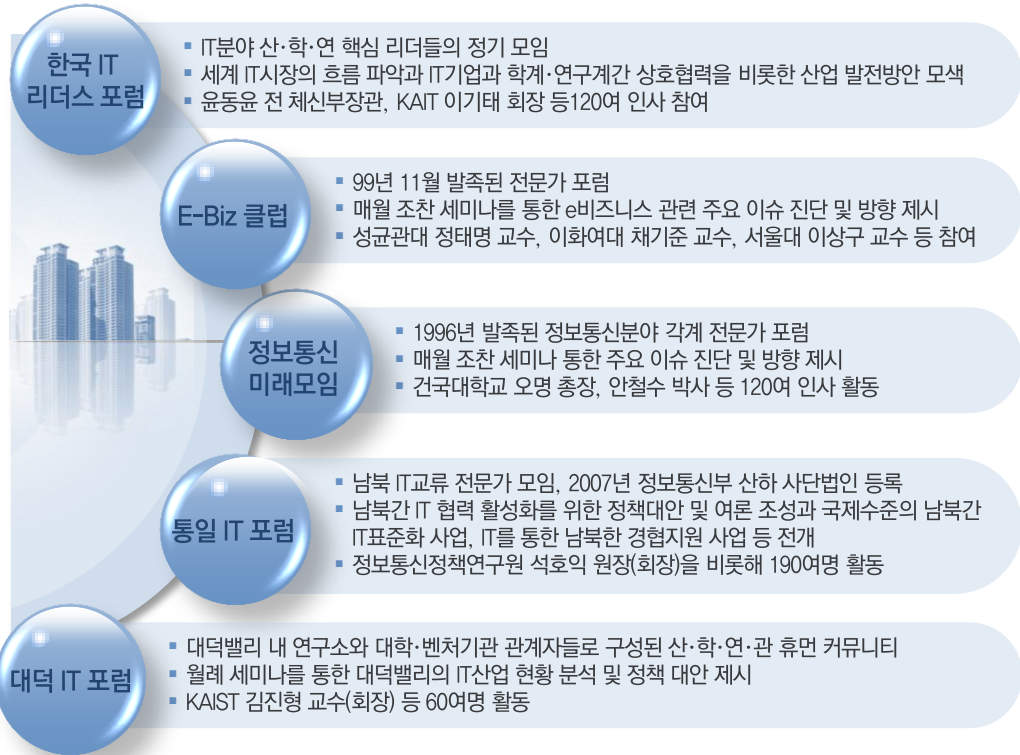 한국 IT
리더스 포럼
▪ IT분야 산·학·연 핵심 리더들의 정기 모임
▪ 세계 IT시장의 흐름 파악과 IT기업과 학계·연구계간 상호협력을 비롯한 산업 발전방안 모색
▪ 윤동윤 전 체신부장관, KAIT 이기태 회장 등120여 인사 참여
E-Biz 클럽
▪ 99년 11월 발족된 전문가 포럼
▪ 매월 조찬 세미나를 통한 e비즈니스 관련 주요 이슈 진단 및 방향 제시
▪ 성균관대 정태명 교수, 이화여대 채기준 교수, 서울대 이상구 교수 등 참여
정보통신
미래모임
▪ 1996년 발족된 정보통신분야 각계 전문가 포럼
▪ 매월 조찬 세미나 통한 주요 이슈 진단 및 방향 제시
▪ 건국대학교 오명 총장, 안철수 박사 등 120여 인사 활동
통일 IT 포럼
▪ 남북 IT교류 전문가 모임, 2007년 정보통신부 산하 사단법인 등록
▪ 남북간 IT 협력 활성화를 위한 정책대안 및 여론 조성과 국제수준의 남북간
IT표준화 사업, IT를 통한 남북한 경협지원 사업 등 전개
▪ 정보통신정책연구원 석호익 원장(회장)을 비롯해 190여명 활동
대덕 IT 포럼
▪ 대덕밸리 내 연구소와 대학·벤처기관 관계자들로 구성된 산·학·연·관 휴먼 커뮤니티
▪ 월례 세미나를 통한 대덕밸리의 IT산업 현황 분석 및 정책 대안 제시
▪ KAIST 김진형 교수(회장) 등 60여명 활동